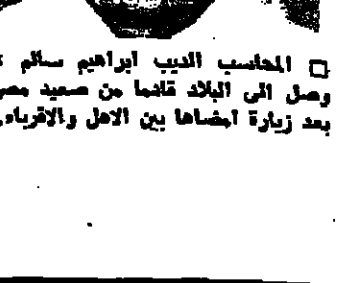 □ المحاسب الديب ابراهيم سالم
وصل الى البلاد قادما من صعيد مصر
بعد زيارة امضاها بين الاهل والاقرباء.